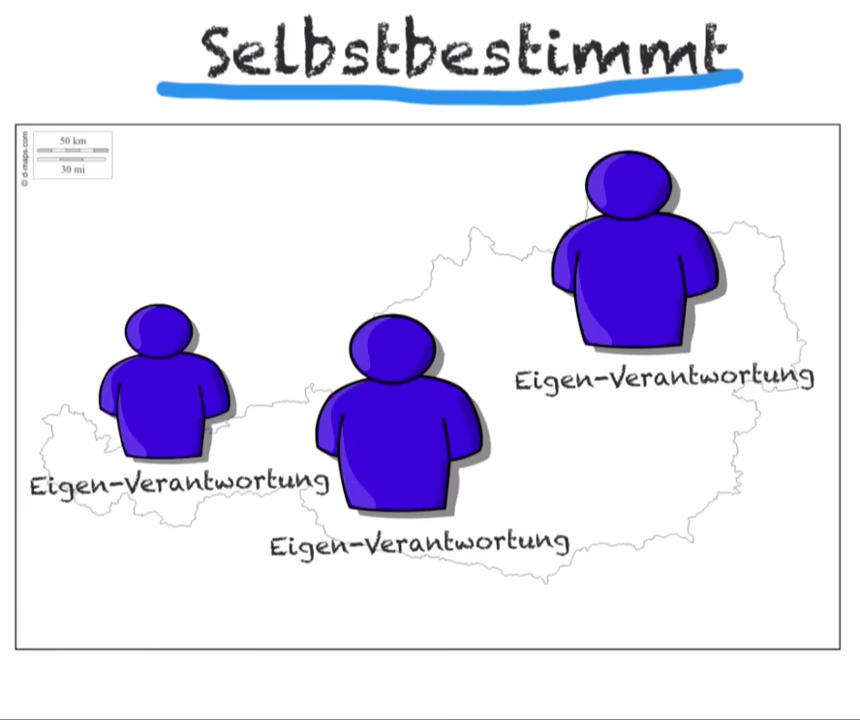 Selbstbestimmt
© d-maps.com
50 km
30 mi
Eigen-Verantwortung
Eigen-Verantwortung
Eigen-Verantwortung